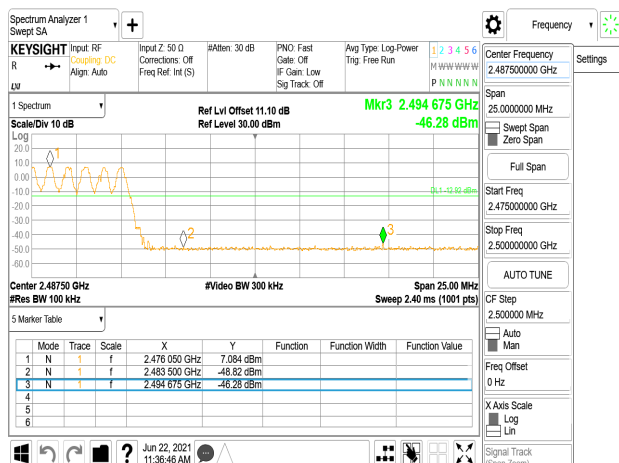 Spectrum Analyzer 1
Swept SA
Frequency
KEYSIGHT Input: RF Input Z: 50 Ω #Atten: 30 dB PNO: Fast Avg Type: Log-Power 1 2 3 4 5 6
R Coupling: DC Corrections: Off Gate: Off Trig: Free Run M W W W W W
Align: Auto Freq Ref: Int (S) IF Gain: Low
Sig Track: Off P N N N N N
1 Spectrum
Ref Lvl Offset 11.10 dB Mkr3 2.494 675 GHz
Scale/Div 10 dB Ref Level 30.00 dBm -46.28 dBm
Log
20.0
10.0
0.00
-10.0
-20.0
-30.0
-40.0
-50.0
-60.0
1
2
3
DL1 -12.92 dBm
Center 2.48750 GHz #Video BW 300 kHz Span 25.00 MHz
#Res BW 100 kHz Sweep 2.40 ms (1001 pts)
5 Marker Table
Mode Trace Scale X Y Function Function Width Function Value
1 N 1 f 2.476 050 GHz 7.084 dBm
2 N 1 f 2.483 500 GHz -48.82 dBm
3 N 1 f 2.494 675 GHz -46.28 dBm
4
5
6
? Jun 22, 2021
11:36:46 AM
Center Frequency
2.487500000 GHz
Settings
Span
25.0000000 MHz
Swept Span
Zero Span
Full Span
Start Freq
2.475000000 GHz
Stop Freq
2.500000000 GHz
AUTO TUNE
CF Step
2.500000 MHz
Auto
Man
Freq Offset
0 Hz
X Axis Scale
Log
Lin
Signal Track
(Span Zoom)